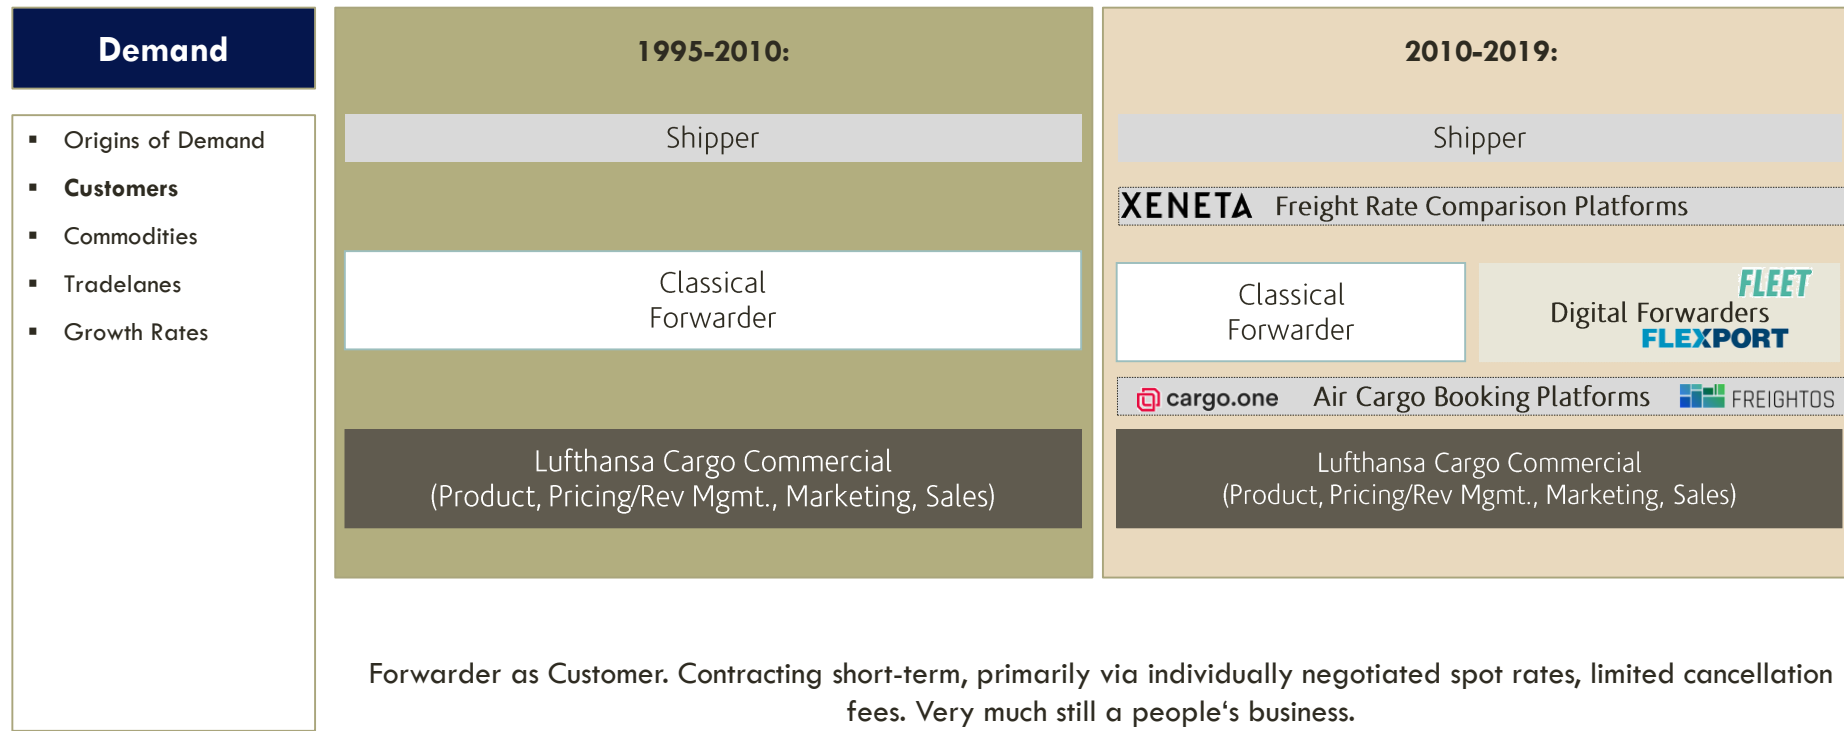 Demand
▪ Origins of Demand
▪ Customers
▪ Commodities
▪ Tradelanes
▪ Growth Rates
1995-2010:
Shipper
Classical
Forwarder
Lufthansa Cargo Commercial
(Product, Pricing/Rev Mgmt., Marketing, Sales)
2010-2019:
Shipper
XENETA Freight Rate Comparison Platforms
Classical
Forwarder
FLEET
Digital Forwarders
FLEXPORT
cargo.one Air Cargo Booking Platforms FREIGHTOS
Lufthansa Cargo Commercial
(Product, Pricing/Rev Mgmt., Marketing, Sales)
Forwarder as Customer. Contracting short-term, primarily via individually negotiated spot rates, limited cancellation
fees. Very much still a people‘s business.